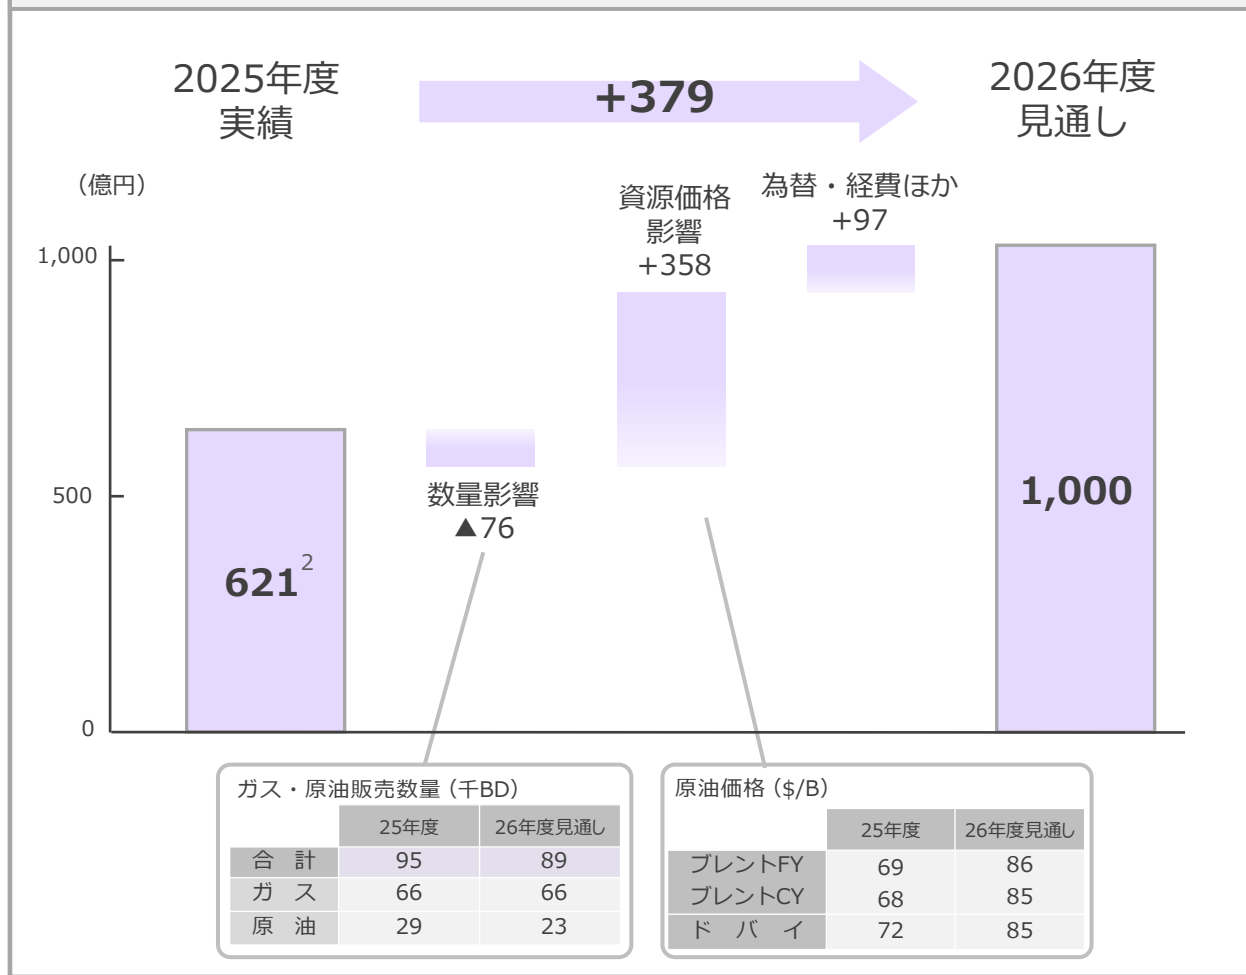 2025年度
実績
+379
2026年度
見通し
（億円）
資源価格
影響
+358
為替・経費ほか
+97
1,000
500
0
数量影響
▲76
621²
1,000
ガス・原油販売数量（千BD）
25年度 26年度見通し
合　計 95 89
ガ　ス 66 66
原　油 29 23
原油価格（$/B）
25年度 26年度見通し
ブレントFY 69 86
ブレントCY 68 85
ド　バ　イ 72 85